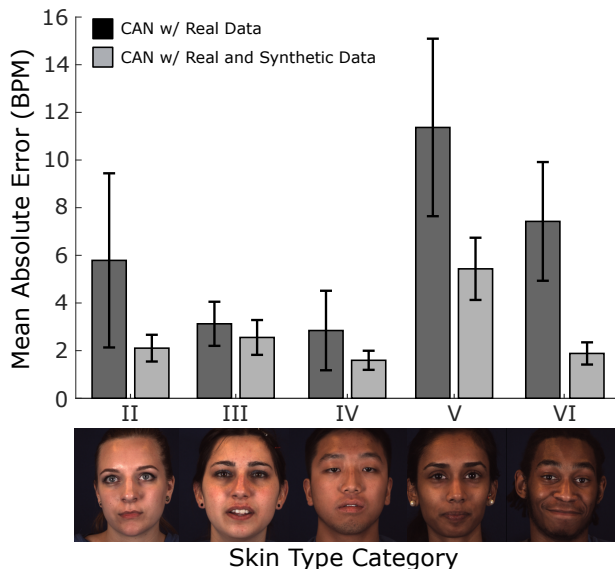 16
14
12
10
8
6
4
2
0
Mean Absolute Error (BPM)
CAN w/ Real Data
CAN w/ Real and Synthetic Data
II III IV V VI
Skin Type Category